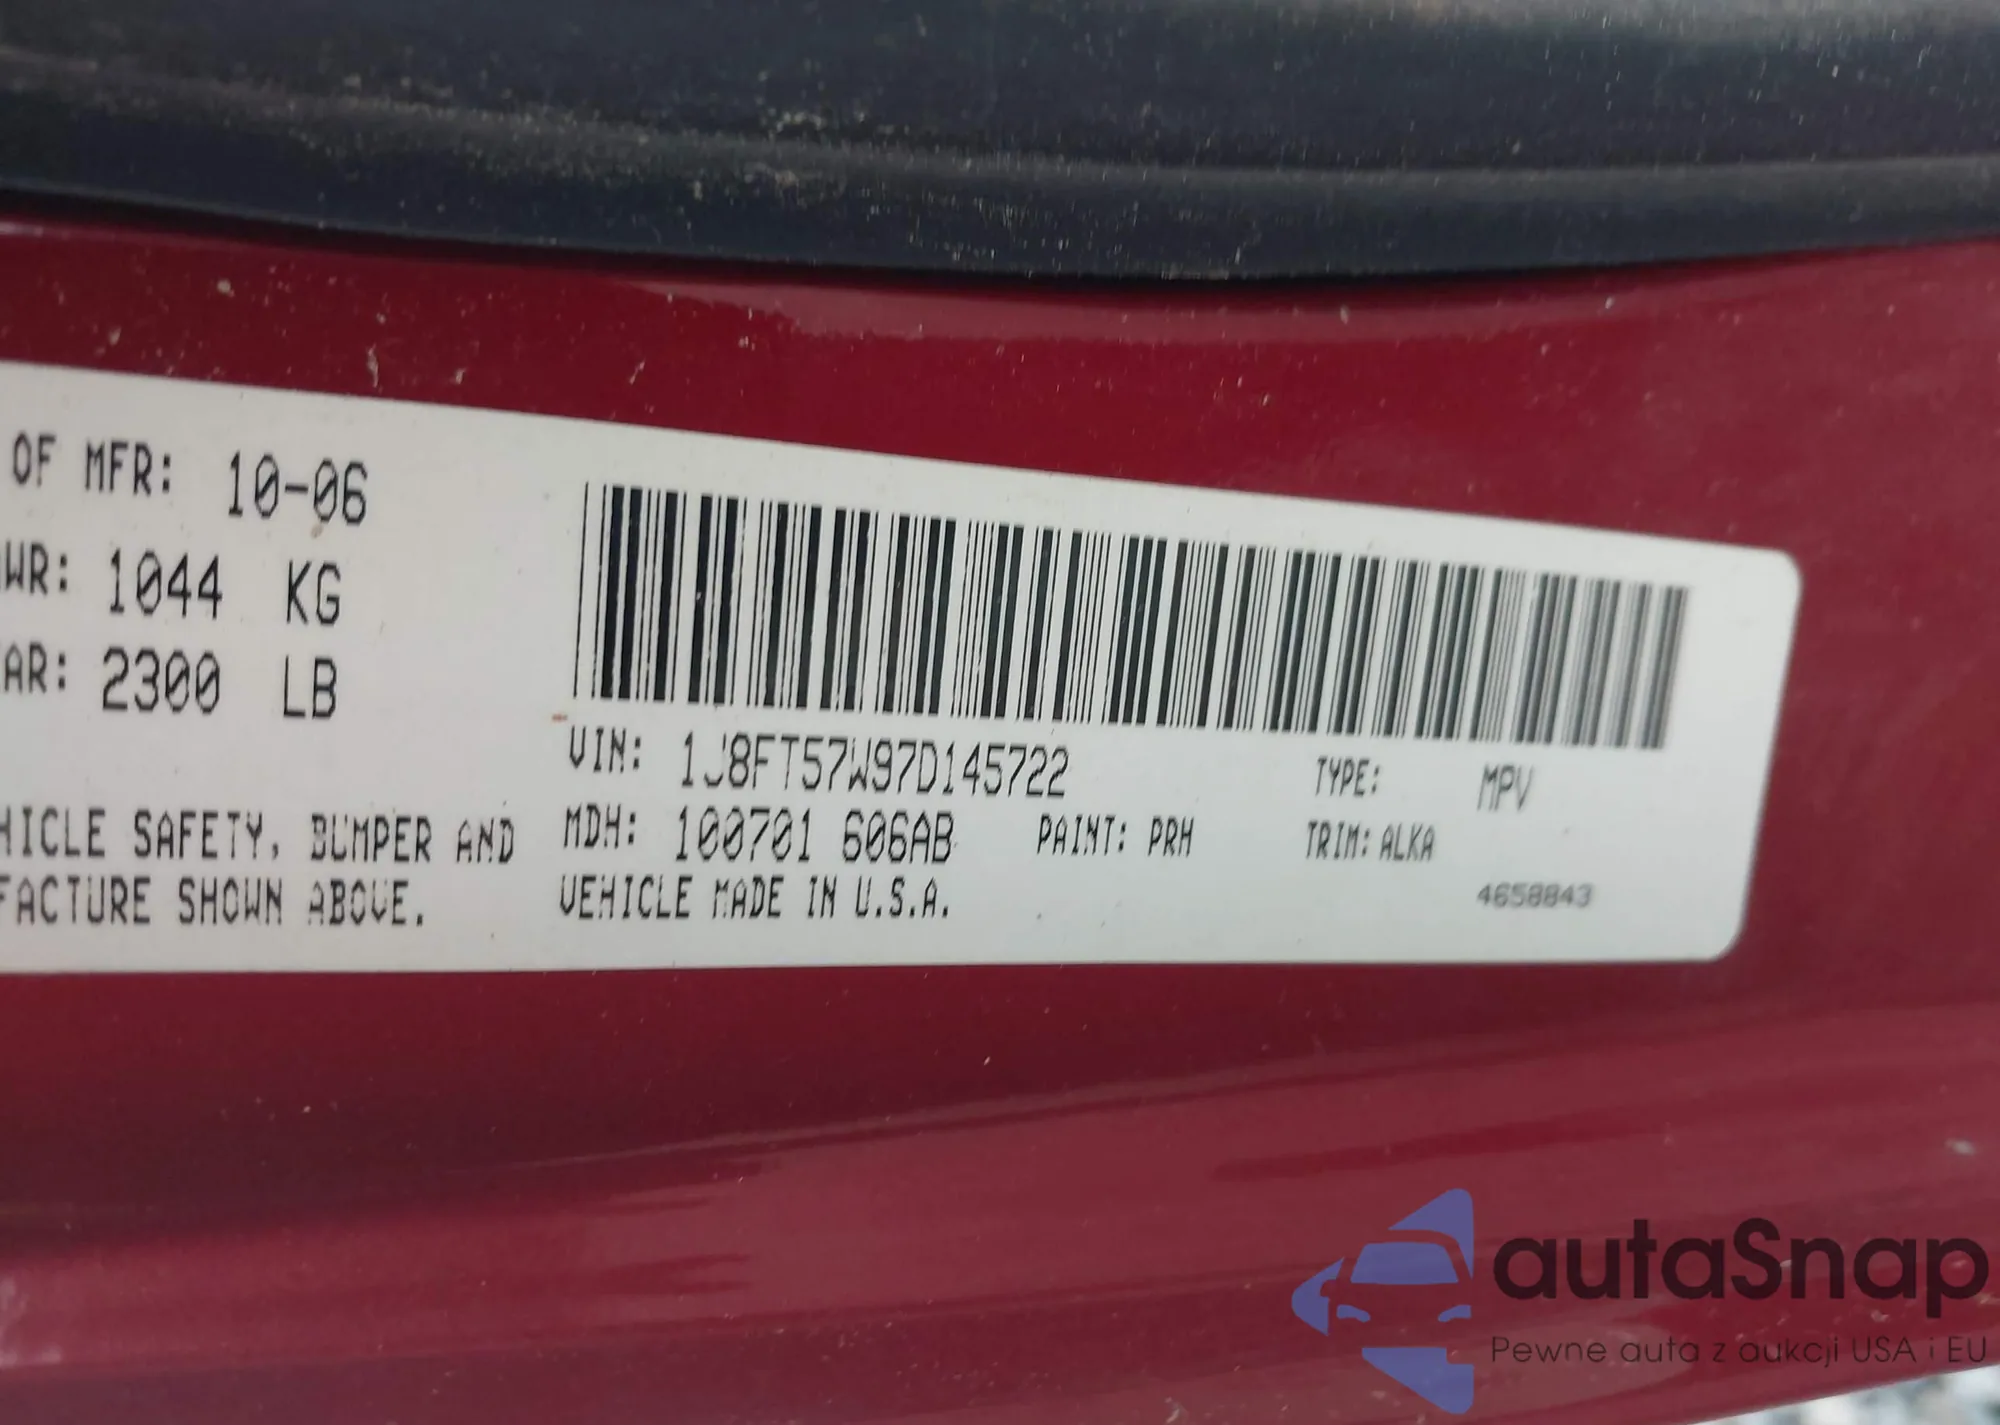 OF MFR: 10-06
WR: 1044 KG
AR: 2300 LB
VIN: 1J8FT57W97D145722
TYPE: MPV
HICLE SAFETY, BUMPER AND
MDH: 100701 606AB
PAINT: PRH
TRIM: ALKA
FACTURE SHOWN ABOVE.
VEHICLE MADE IN U.S.A.
4658843
autaSnap
Pewne auta z aukcji USA i EU